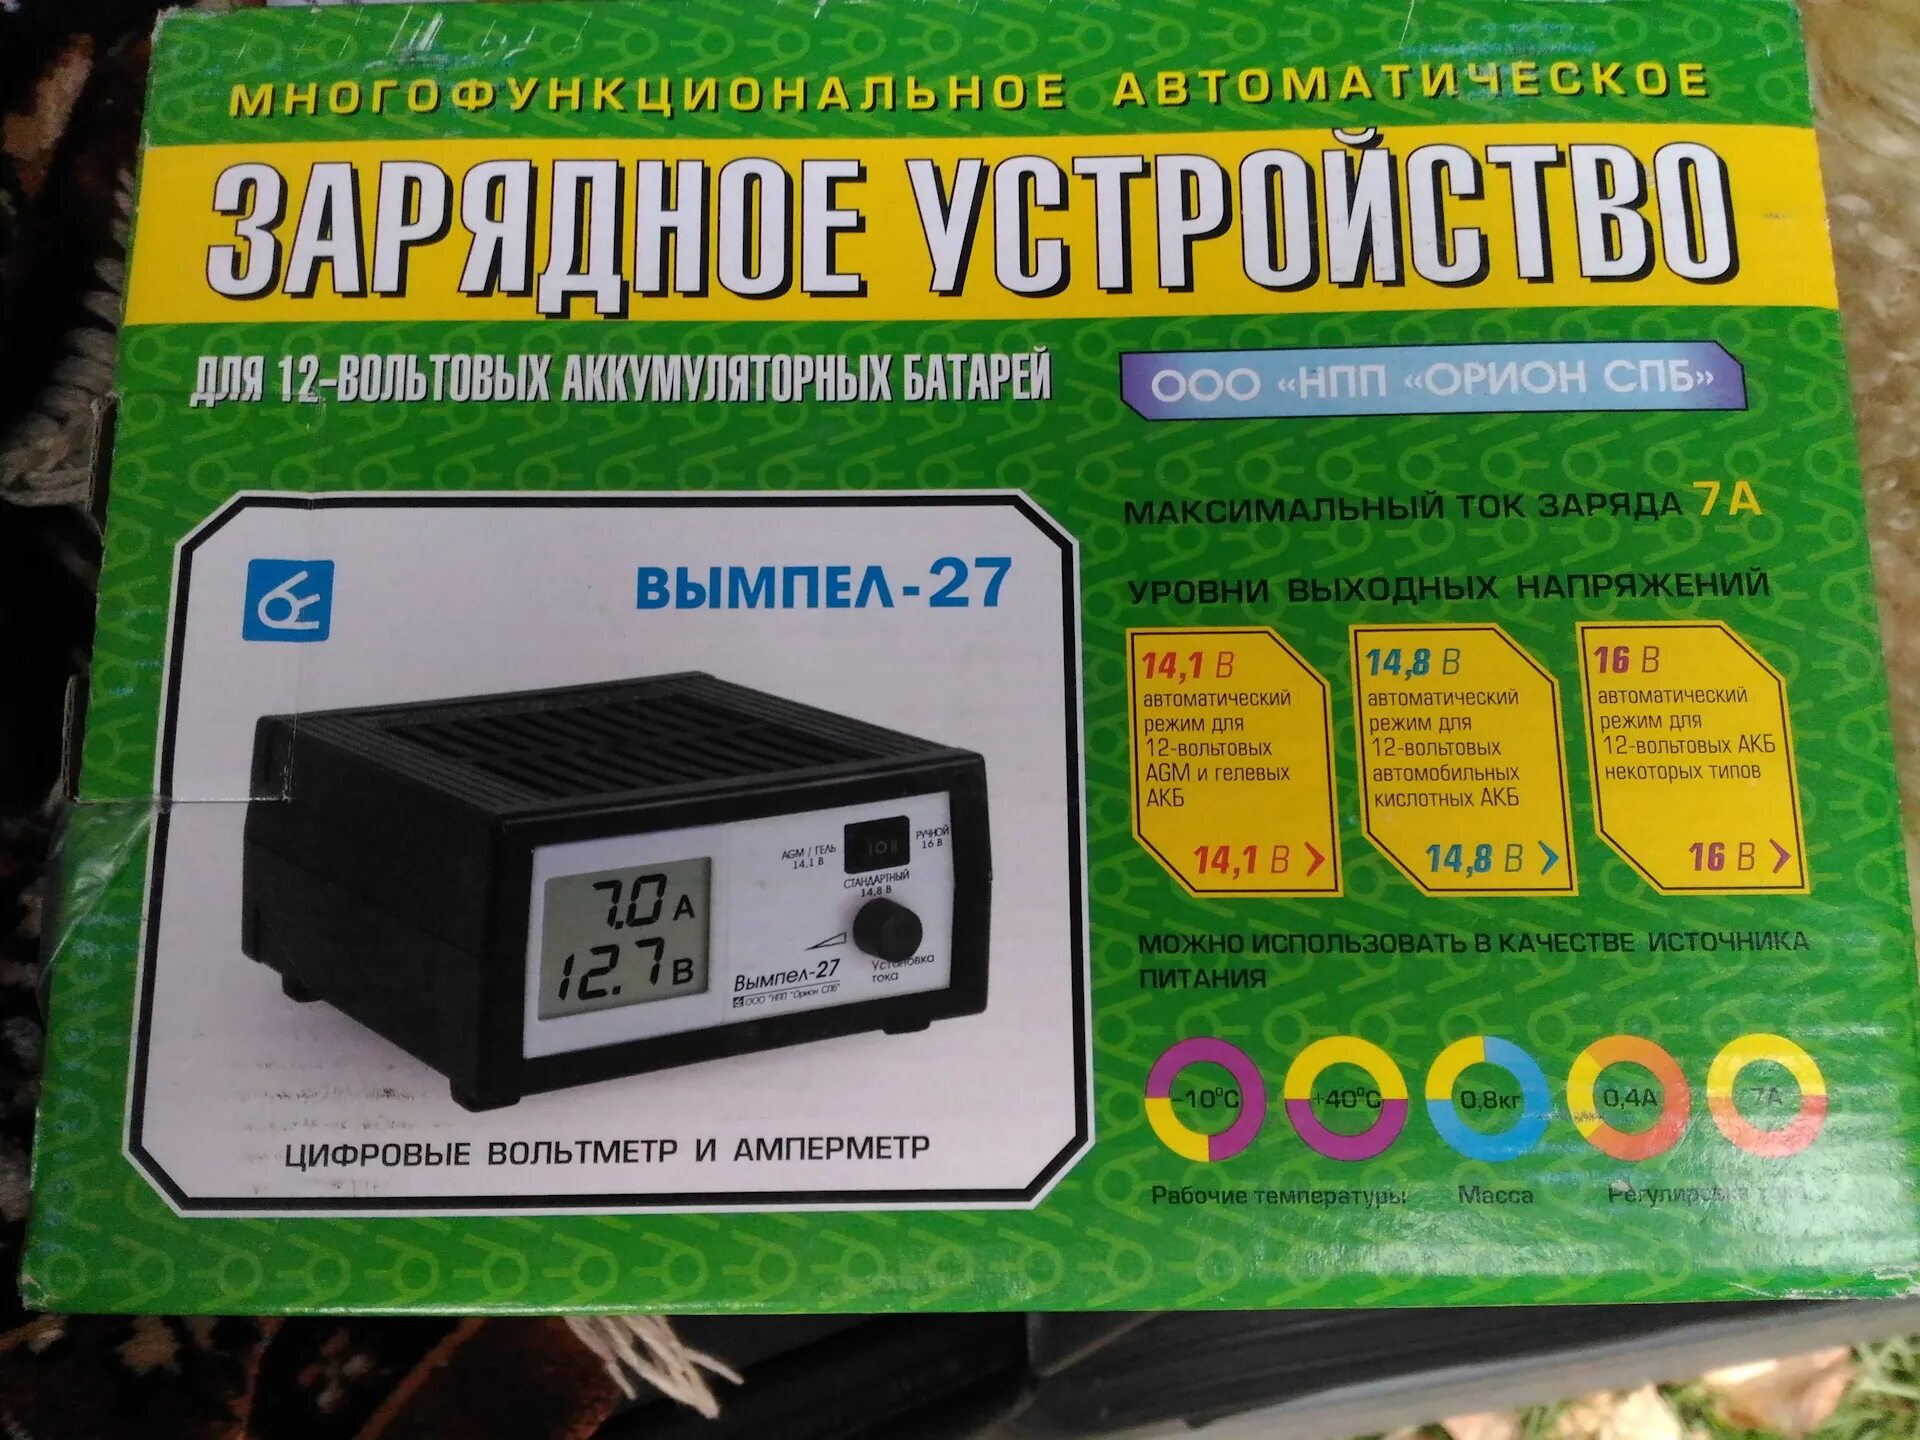 МНОГОФУНКЦИОНАЛЬНОЕ АВТОМАТИЧЕСКОЕ
ЗАРЯДНОЕ УСТРОЙСТВО
ДЛЯ 12-ВОЛЬТОВЫХ АККУМУЛЯТОРНЫХ БАТАРЕЙ
ООО «НПП «ОРИОН СПБ»
ВЫМПЕЛ-27
7.0 А
12.7 В
AGM / ГЕЛЬ
14,1 В
РУЧНОЙ
16 В
СТАНДАРТНЫЙ
14,8 В
Установка
тока
Вымпел-27
ООО "НПП "Орион СПБ"
ЦИФРОВЫЕ ВОЛЬТМЕТР И АМПЕРМЕТР
МАКСИМАЛЬНЫЙ ТОК ЗАРЯДА 7А
УРОВНИ ВЫХОДНЫХ НАПРЯЖЕНИЙ
14,1 В
автоматический
режим для
12-вольтовых
AGM и гелевых
АКБ
14,1 В >
14,8 В
автоматический
режим для
12-вольтовых
автомобильных
кислотных АКБ
14,8 В >
16 В
автоматический
режим для
12-вольтовых АКБ
некоторых типов
16 В >
МОЖНО ИСПОЛЬЗОВАТЬ В КАЧЕСТВЕ ИСТОЧНИКА
ПИТАНИЯ
-10°С
+40°С
0,8кг
0,4А
7А
Рабочие температуры
Масса
Регулировка тока